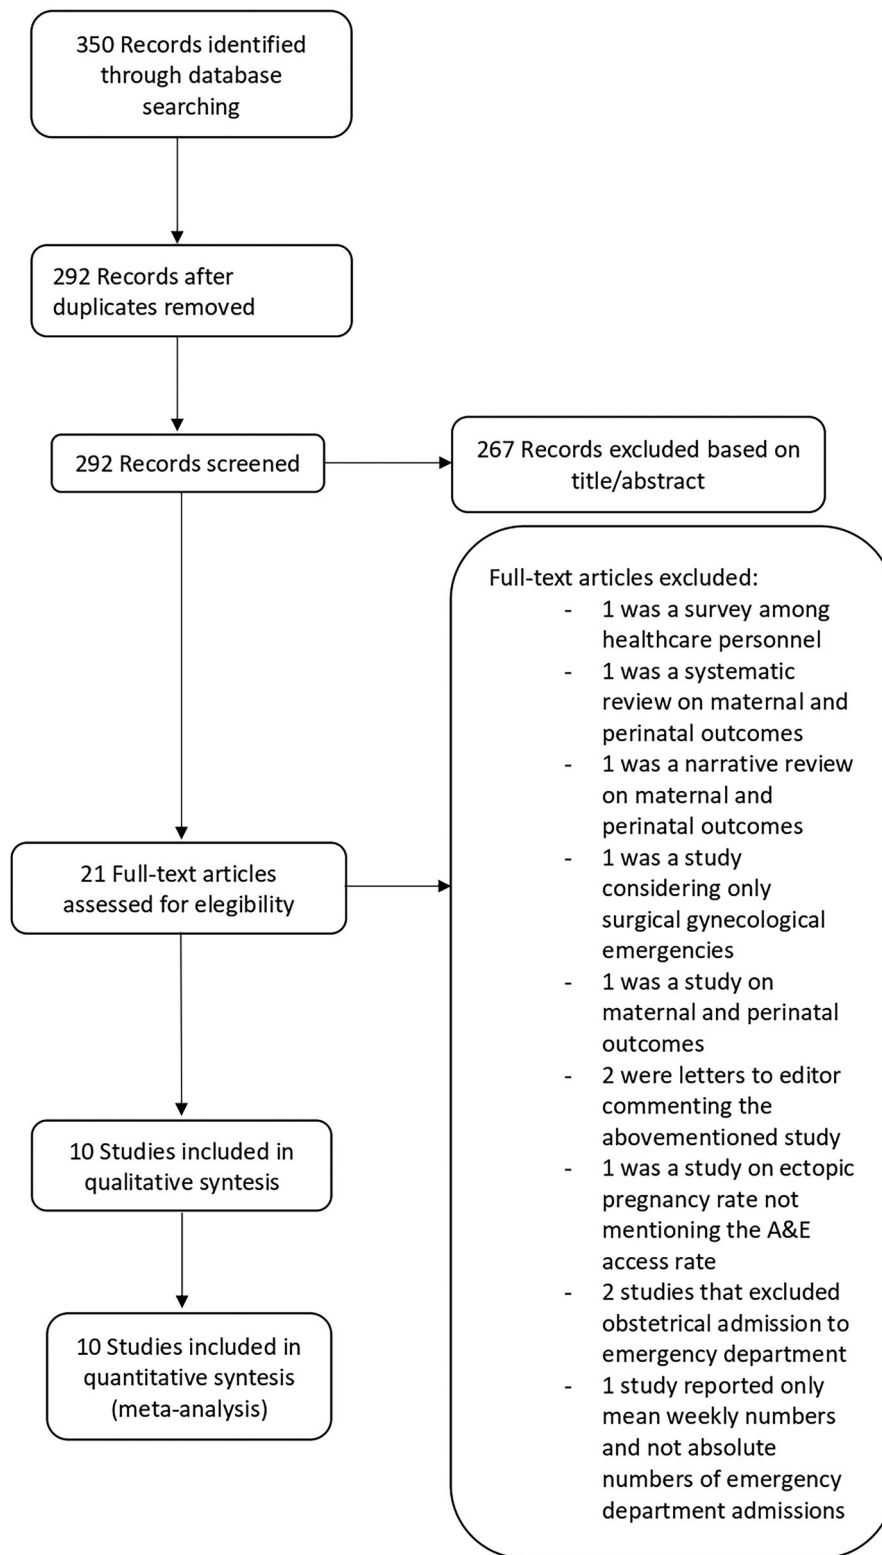 350 Records identified
through database
searching
292 Records after
duplicates removed
292 Records screened
267 Records excluded based on
title/abstract
Full-text articles excluded:
- 1 was a survey among
healthcare personnel
- 1 was a systematic
review on maternal and
perinatal outcomes
- 1 was a narrative review
on maternal and
perinatal outcomes
- 1 was a study
considering only
surgical gynecological
emergencies
- 1 was a study on
maternal and perinatal
outcomes
- 2 were letters to editor
commenting the
abovementioned study
- 1 was a study on ectopic
pregnancy rate not
mentioning the A&E
access rate
- 2 studies that excluded
obstetrical admission to
emergency department
- 1 study reported only
mean weekly numbers
and not absolute
numbers of emergency
department admissions
21 Full-text articles
assessed for elegibility
10 Studies included in
qualitative syntesis
10 Studies included in
quantitative syntesis
(meta-analysis)